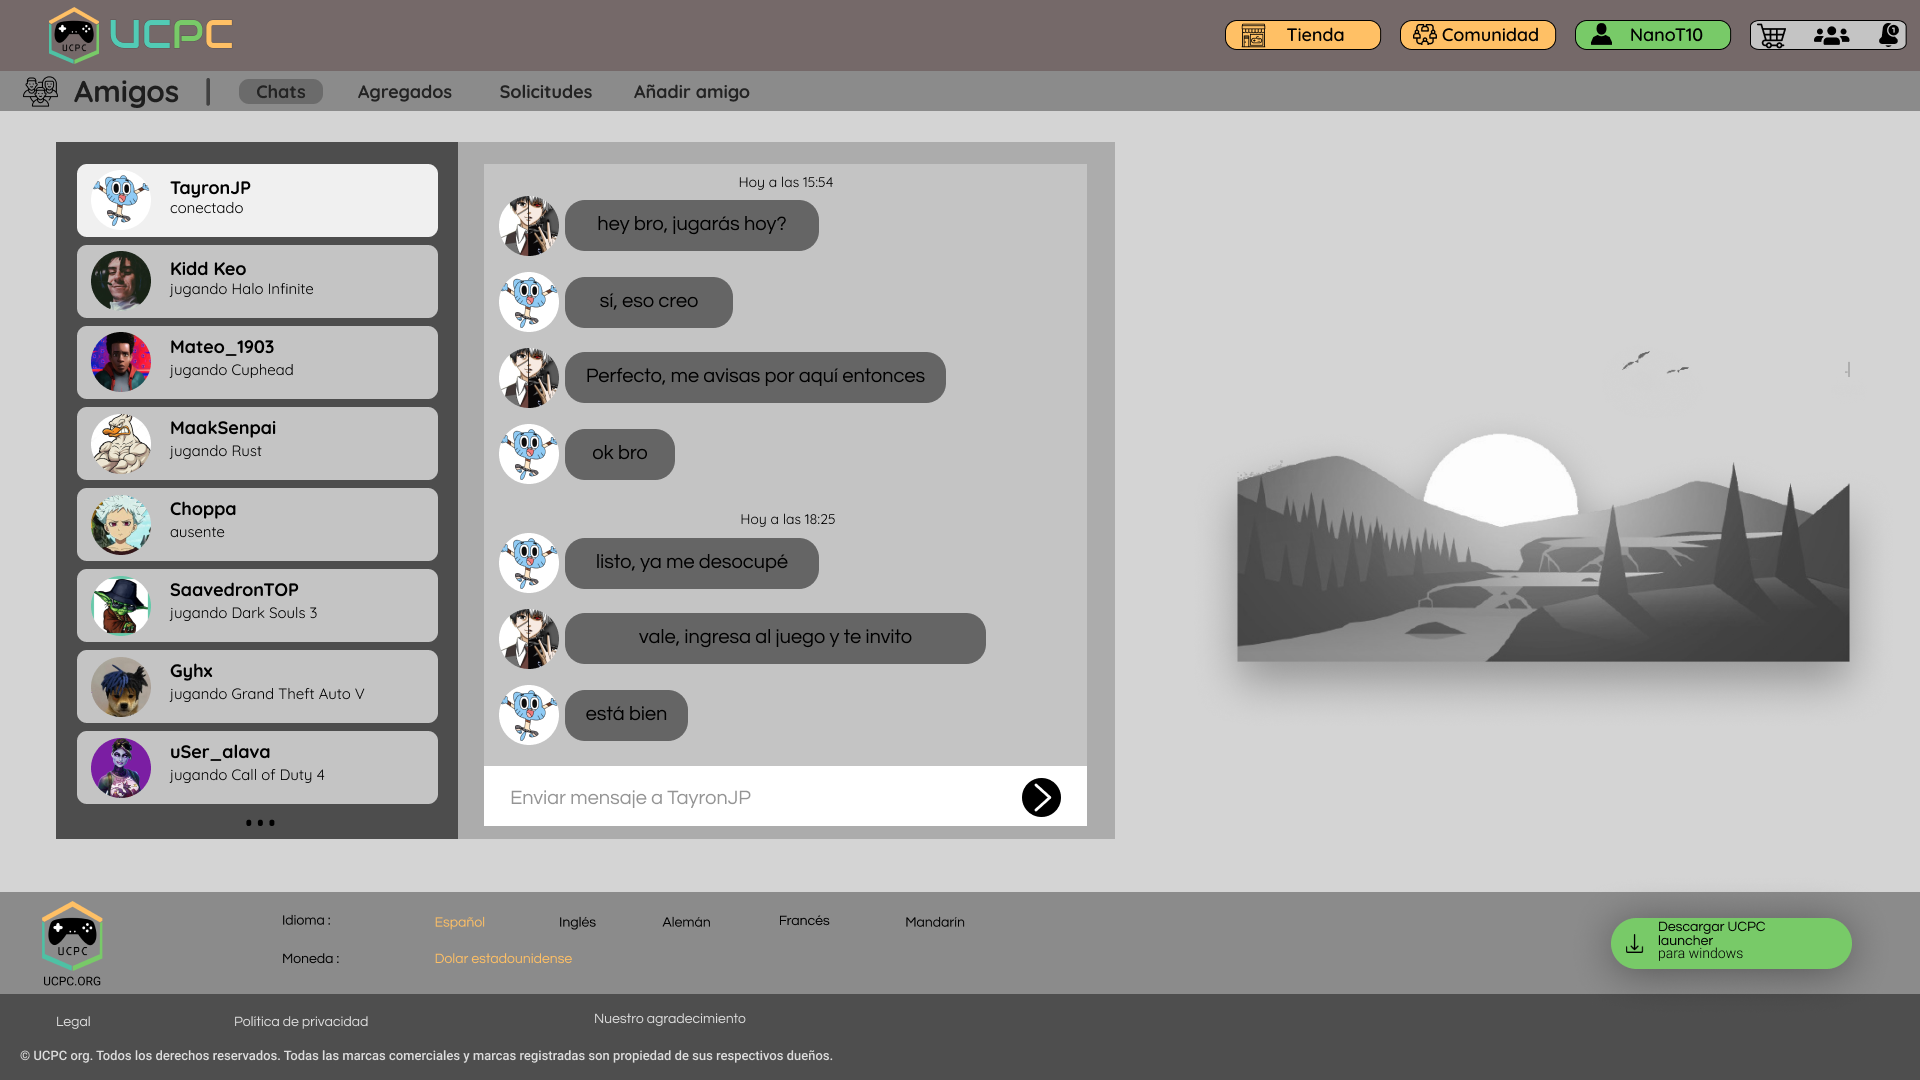 UCPC
UCPC
Tienda
Comunidad
NanoT10
1
Amigos
Chats
Agregados
Solicitudes
Añadir amigo
TayronJP
conectado
Kidd Keo
jugando Halo Infinite
Mateo_1903
jugando Cuphead
MaakSenpai
jugando Rust
Choppa
ausente
SaavedronTOP
jugando Dark Souls 3
Gyhx
jugando Grand Theft Auto V
uSer_alava
jugando Call of Duty 4
...
Hoy a las 15:54
hey bro, jugarás hoy?
sí, eso creo
Perfecto, me avisas por aquí entonces
ok bro
Hoy a las 18:25
listo, ya me desocupé
vale, ingresa al juego y te invito
está bien
Enviar mensaje a TayronJP
UCPC
UCPC.ORG
Idioma :
Español
Inglés
Alemán
Francés
Mandarin
Moneda :
Dolar estadounidense
Descargar UCPC
launcher
para windows
Legal
Politica de privacidad
Nuestro agradecimiento
© UCPC org. Todos los derechos reservados. Todas las marcas comerciales y marcas registradas son propiedad de sus respectivos dueños.